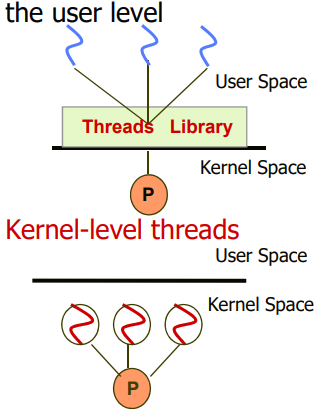 the user level
User Space
Threads Library
Kernel Space
P
Kernel-level threads
User Space
Kernel Space
P